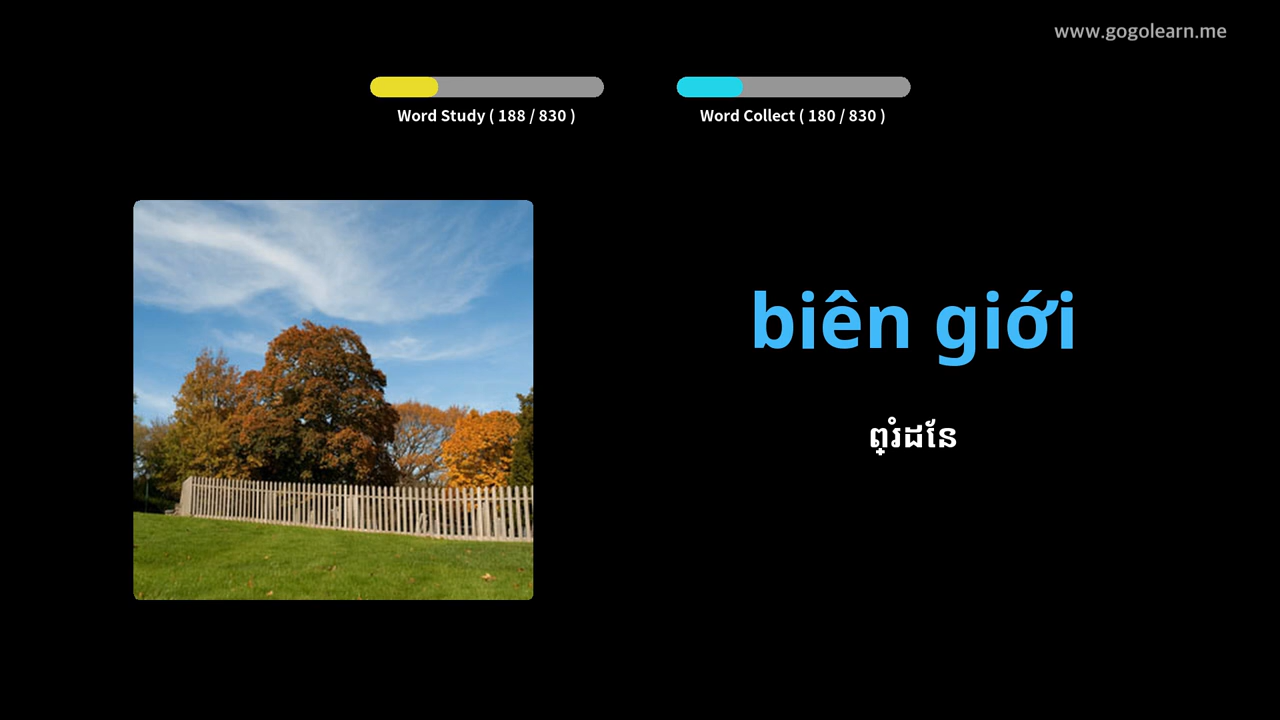 www.gogolearn.me
Word Study ( 188 / 830 )
Word Collect ( 180 / 830 )
biên giới
ព្រំដែន